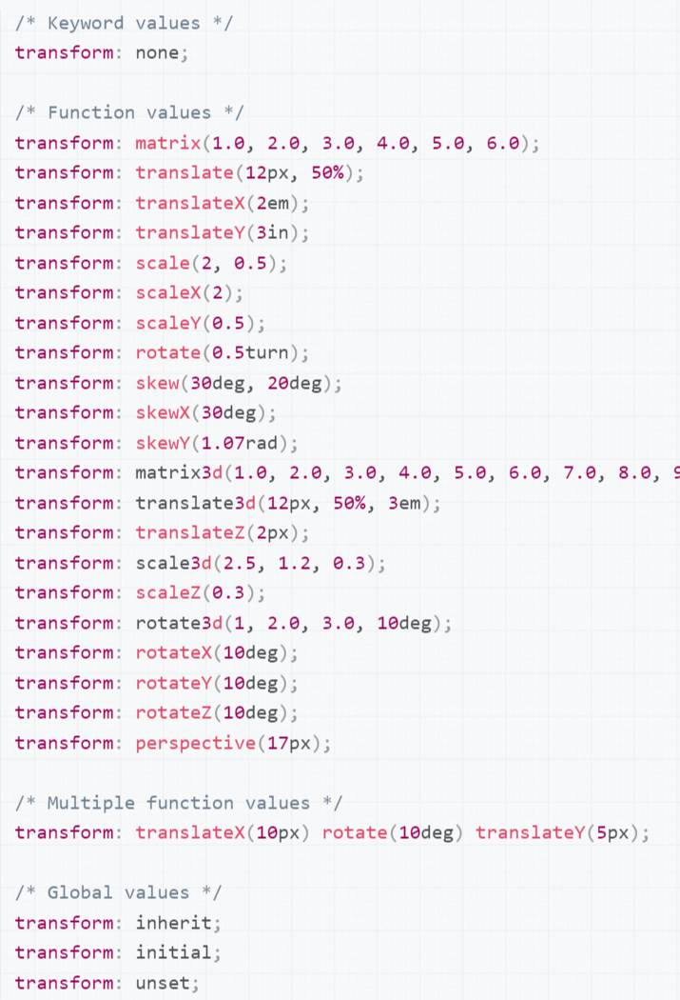 /* Keyword values */
transform: none;
/* Function values */
transform: matrix(1.0, 2.0, 3.0, 4.0, 5.0, 6.0);
transform: translate(12px, 50%);
transform: translateX(2em);
transform: translateY(3in);
transform: scale(2, 0.5);
transform: scaleX(2);
transform: scaleY(0.5);
transform: rotate(0.5turn);
transform: skew(30deg, 20deg);
transform: skewX(30deg);
transform: skewY(1.07rad);
transform: matrix3d(1.0, 2.0, 3.0, 4.0, 5.0, 6.0, 7.0, 8.0, 9
transform: translate3d(12px, 50%, 3em);
transform: translateZ(2px);
transform: scale3d(2.5, 1.2, 0.3);
transform: scaleZ(0.3);
transform: rotate3d(1, 2.0, 3.0, 10deg);
transform: rotateX(10deg);
transform: rotateY(10deg);
transform: rotateZ(10deg);
transform: perspective(17px);
/* Multiple function values */
transform: translateX(10px) rotate(10deg) translateY(5px);
/* Global values */
transform: inherit;
transform: initial;
transform: unset;